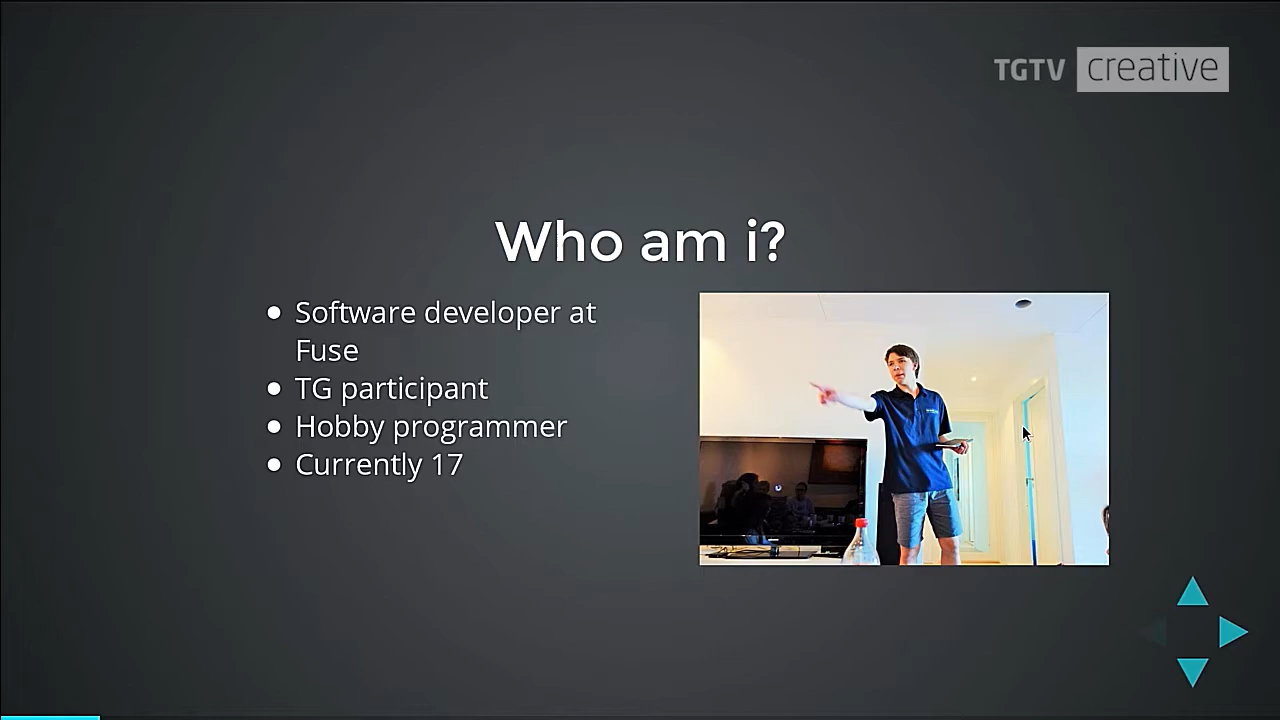 TGTV creative
Who am i?
Software developer at
Fuse
TG participant
Hobby programmer
Currently 17